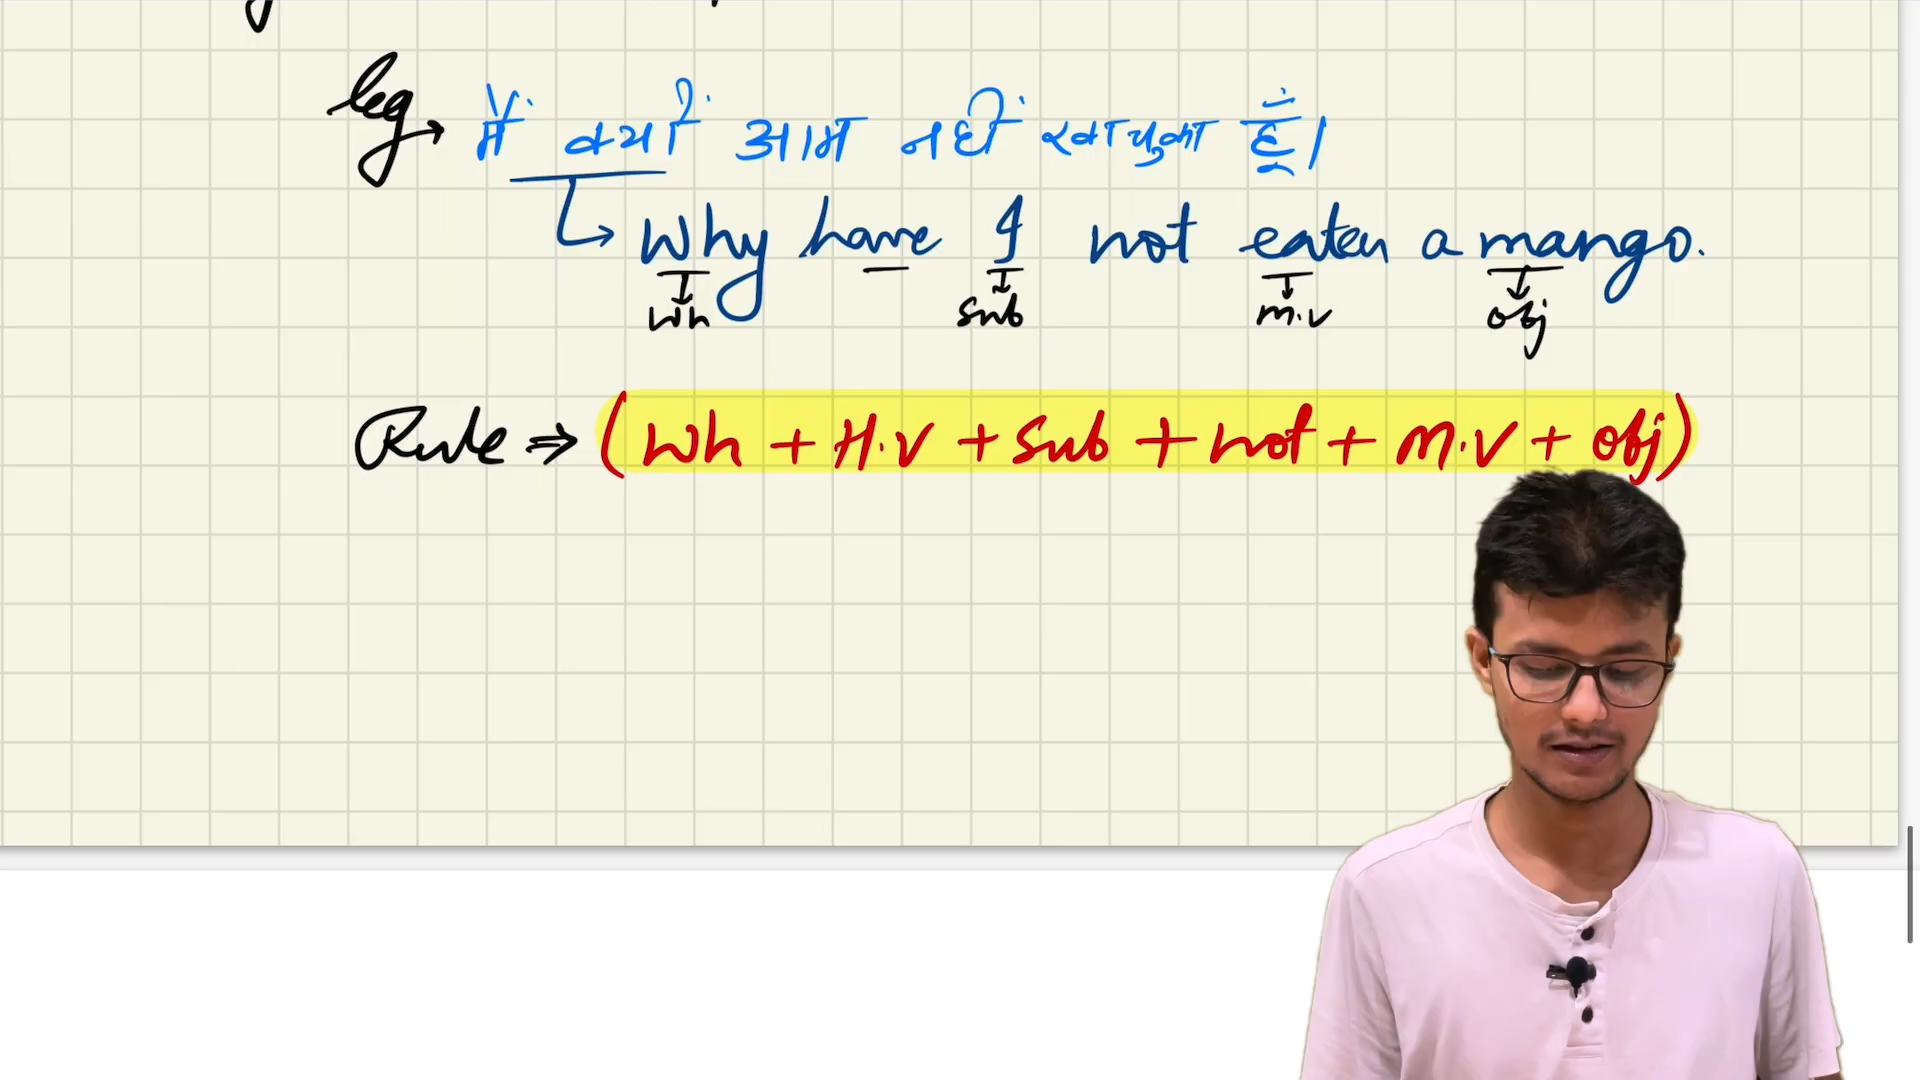 eg → मैं क्यों आम नहीं खा चुका हूँ।
Why have I not eaten a mango.
Wh Sub M.V Obj
Rule ⇒ (Wh + H.V + Sub + not + M.V + Obj)